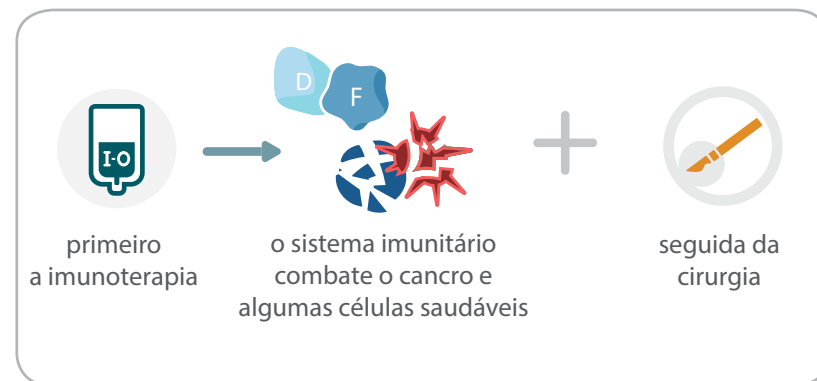 I-O
D
F
primeiro
a imunoterapia
o sistema imunitário
combate o cancro e
algumas células saudáveis
seguida da
cirurgia